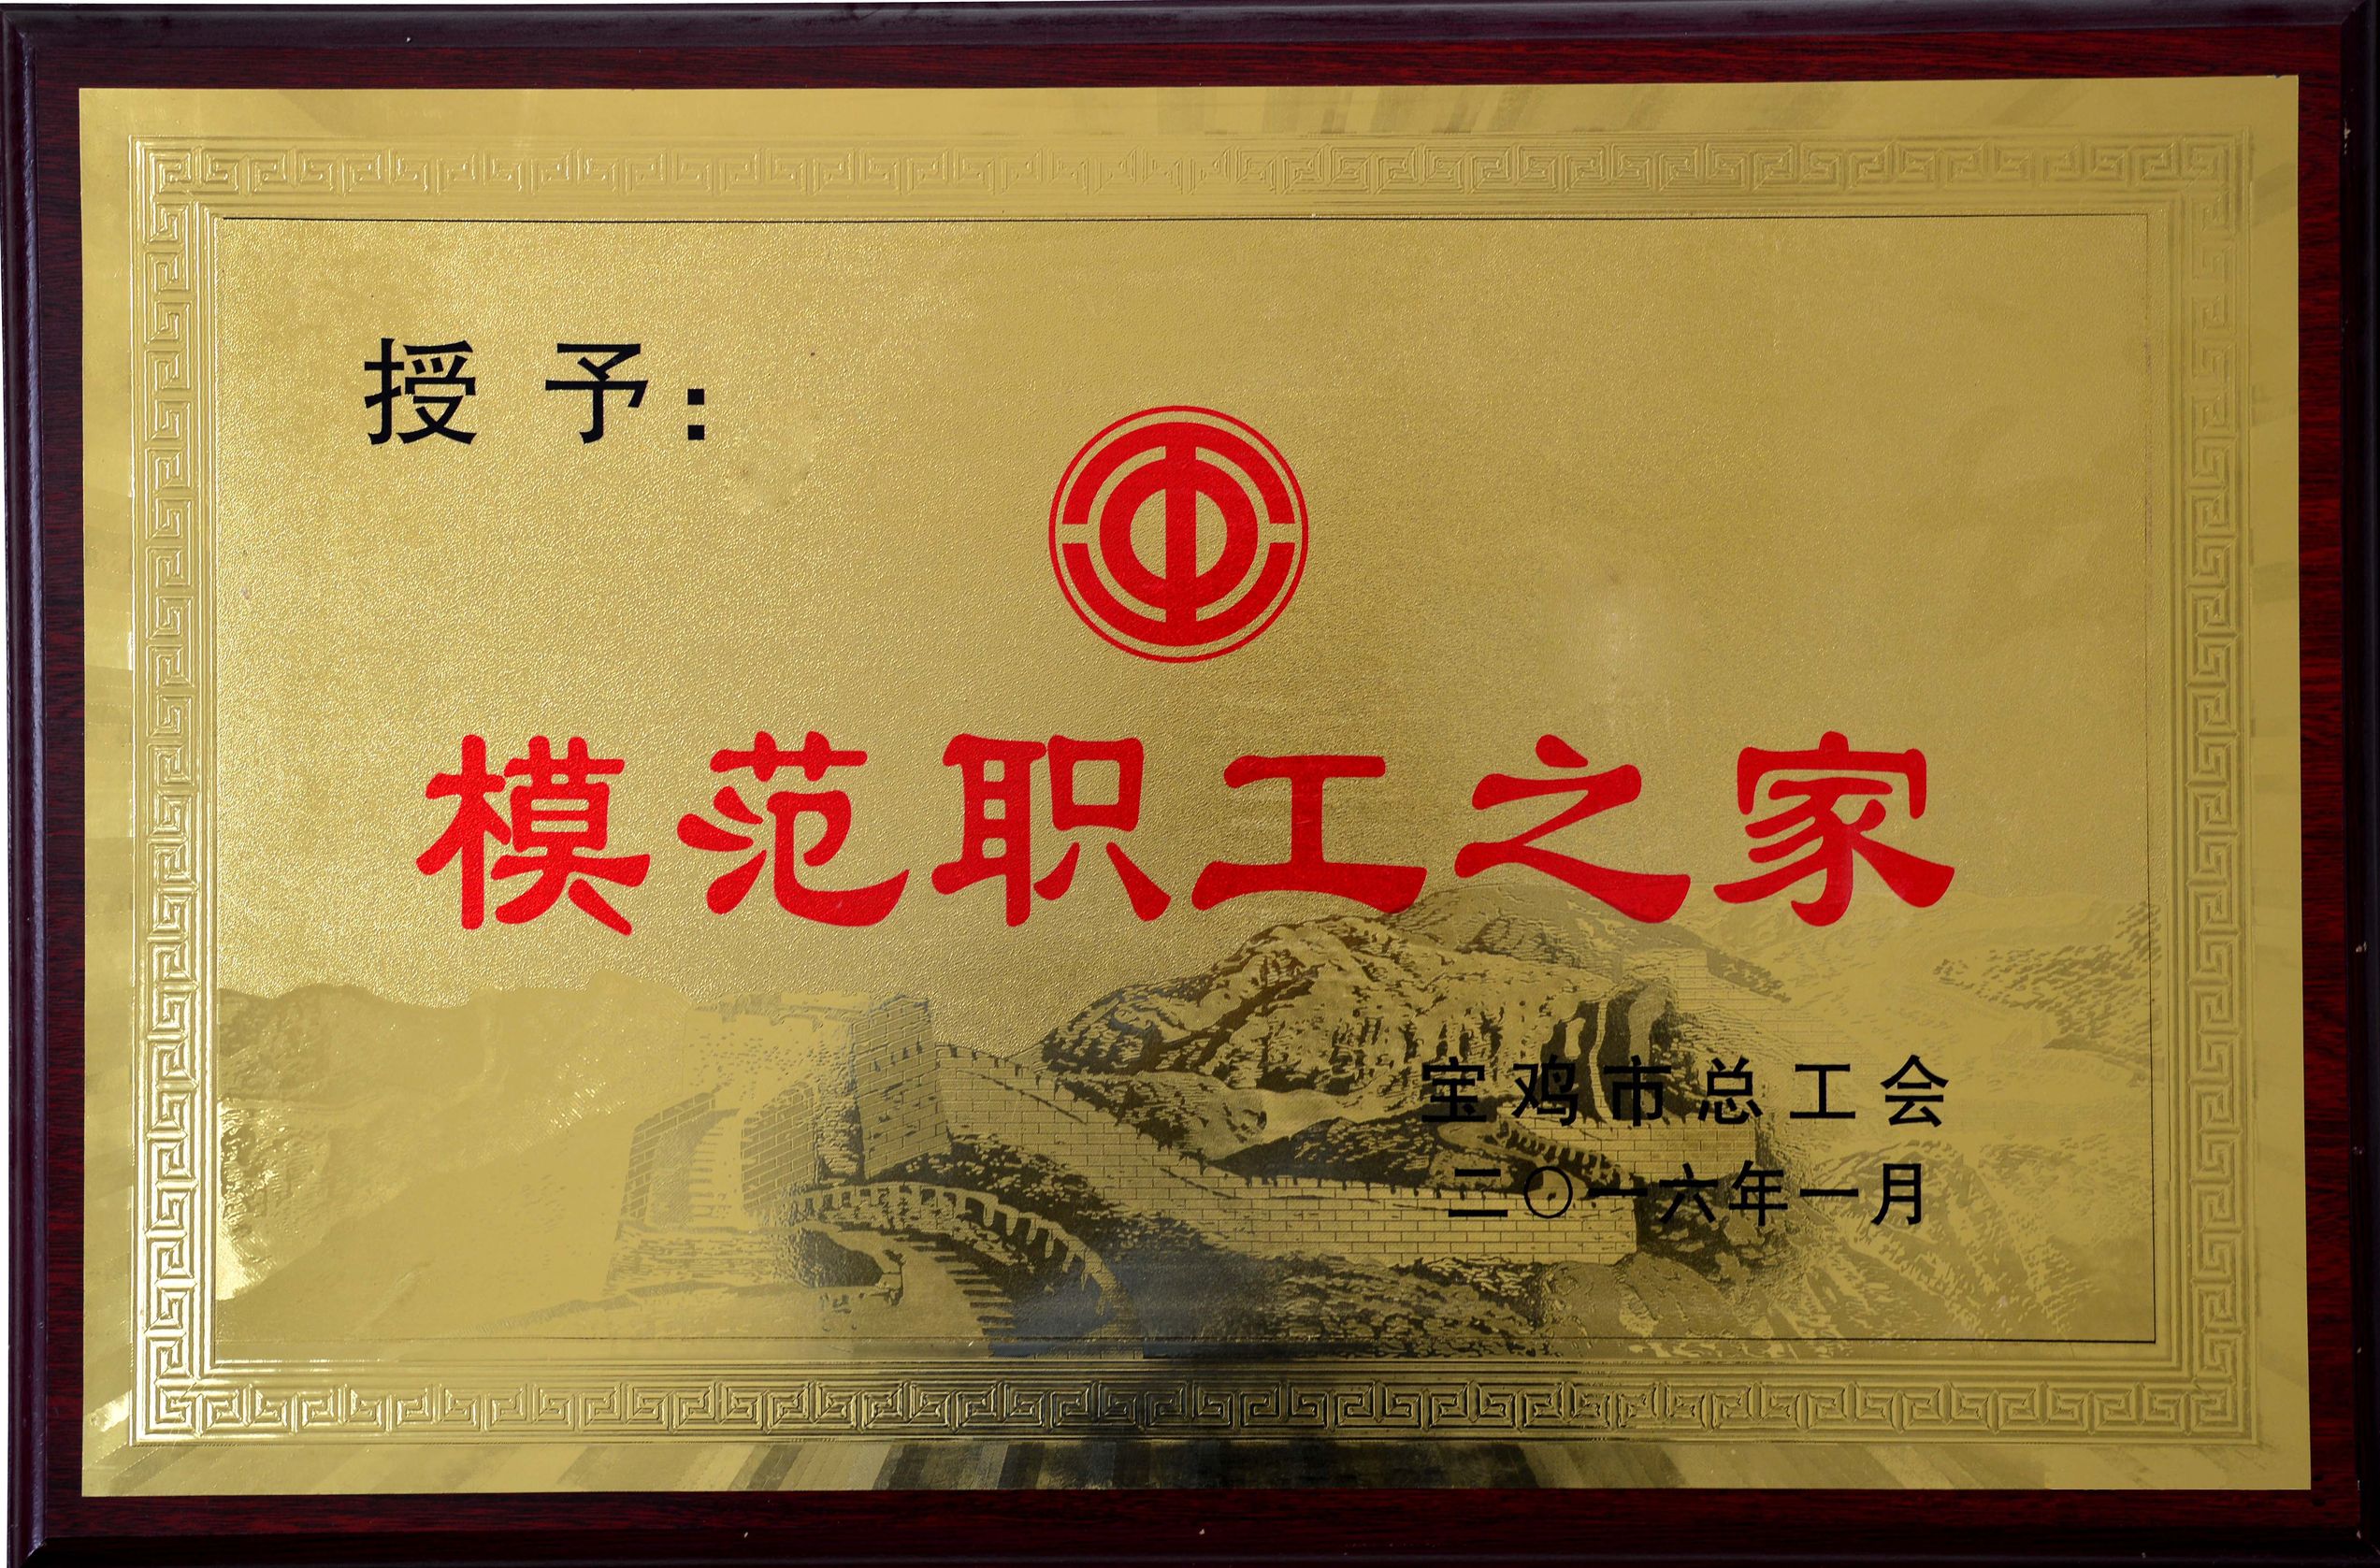 授予：
模范职工之家
宝鸡市总工会
二〇一六年一月